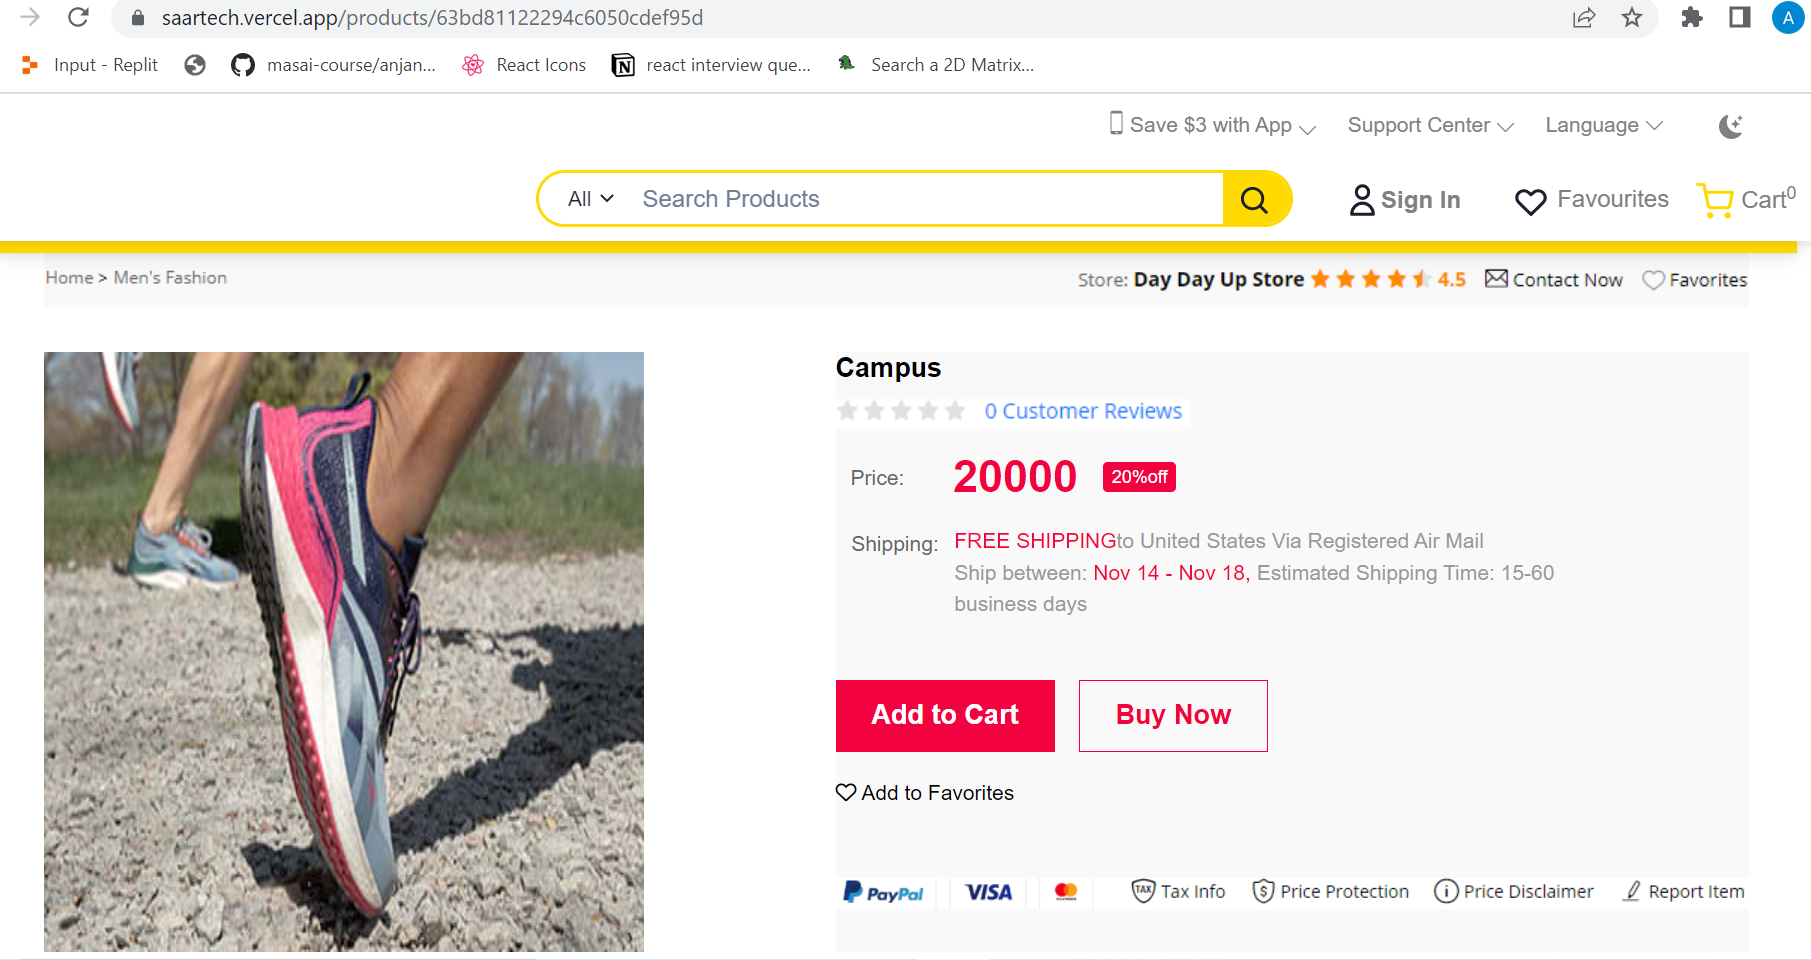 saartech.vercel.app/products/63bd81122294c6050cdef95d
A
Input - Replit
masai-course/anjan...
React Icons
react interview que...
Search a 2D Matrix...
Save $3 with App
Support Center
Language
All
Search Products
Sign In
Favourites
Cart0
Home > Men's Fashion
Store: Day Day Up Store 4.5
Contact Now
Favorites
Campus
0 Customer Reviews
Price: 20000 20%off
Shipping: FREE SHIPPINGto United States Via Registered Air Mail
Ship between: Nov 14 - Nov 18, Estimated Shipping Time: 15-60
business days
Add to Cart
Buy Now
Add to Favorites
PayPal
VISA
TAX Tax Info
Price Protection
Price Disclaimer
Report Item